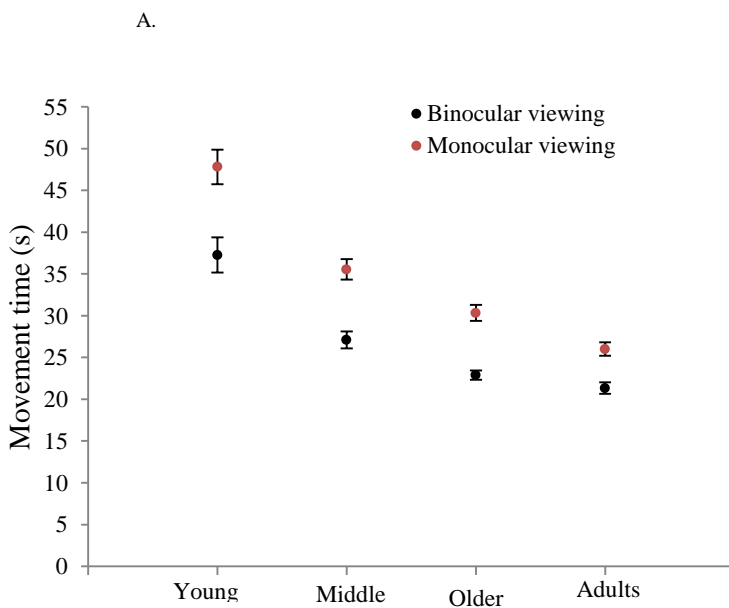 A.
55
50
45
40
35
30
25
20
15
10
5
0
Movement time (s)
Binocular viewing
Monocular viewing
Young
Middle
Older
Adults